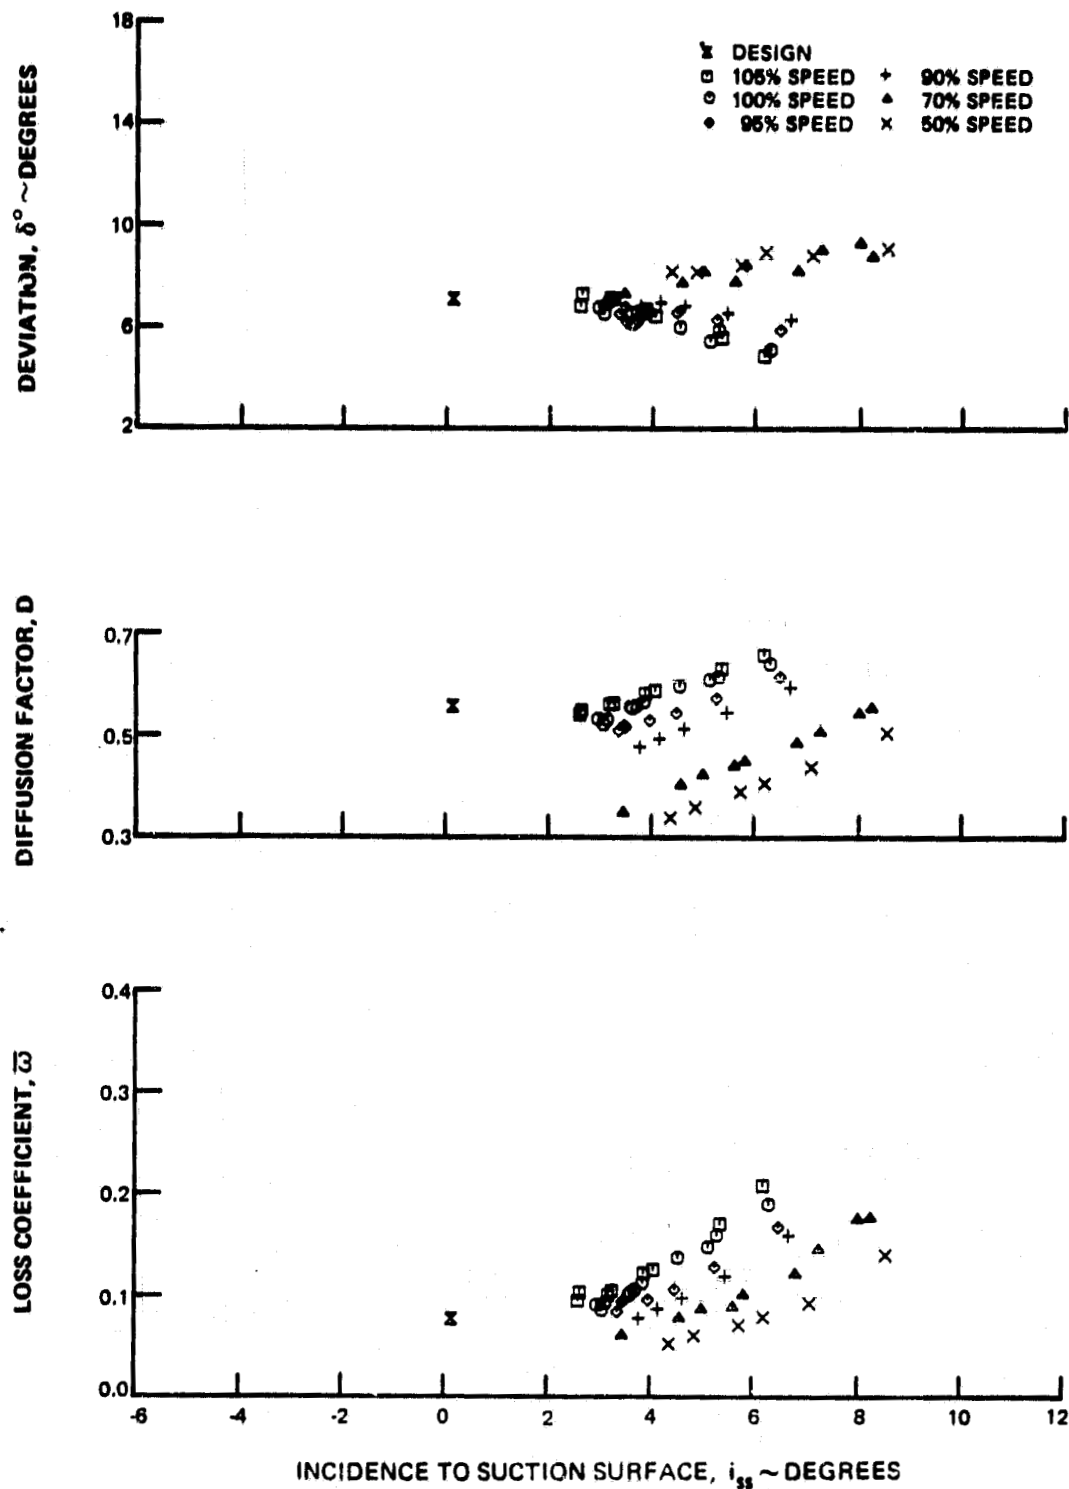 18
14
10
6
2
DEVIATION, δ° ~ DEGREES
DESIGN
105% SPEED
100% SPEED
95% SPEED
90% SPEED
70% SPEED
50% SPEED
0.7
0.5
0.3
DIFFUSION FACTOR, D
0.4
0.3
0.2
0.1
0.0
LOSS COEFFICIENT, ω̅
-6 -4 -2 0 2 4 6 8 10 12
INCIDENCE TO SUCTION SURFACE, iss ~ DEGREES